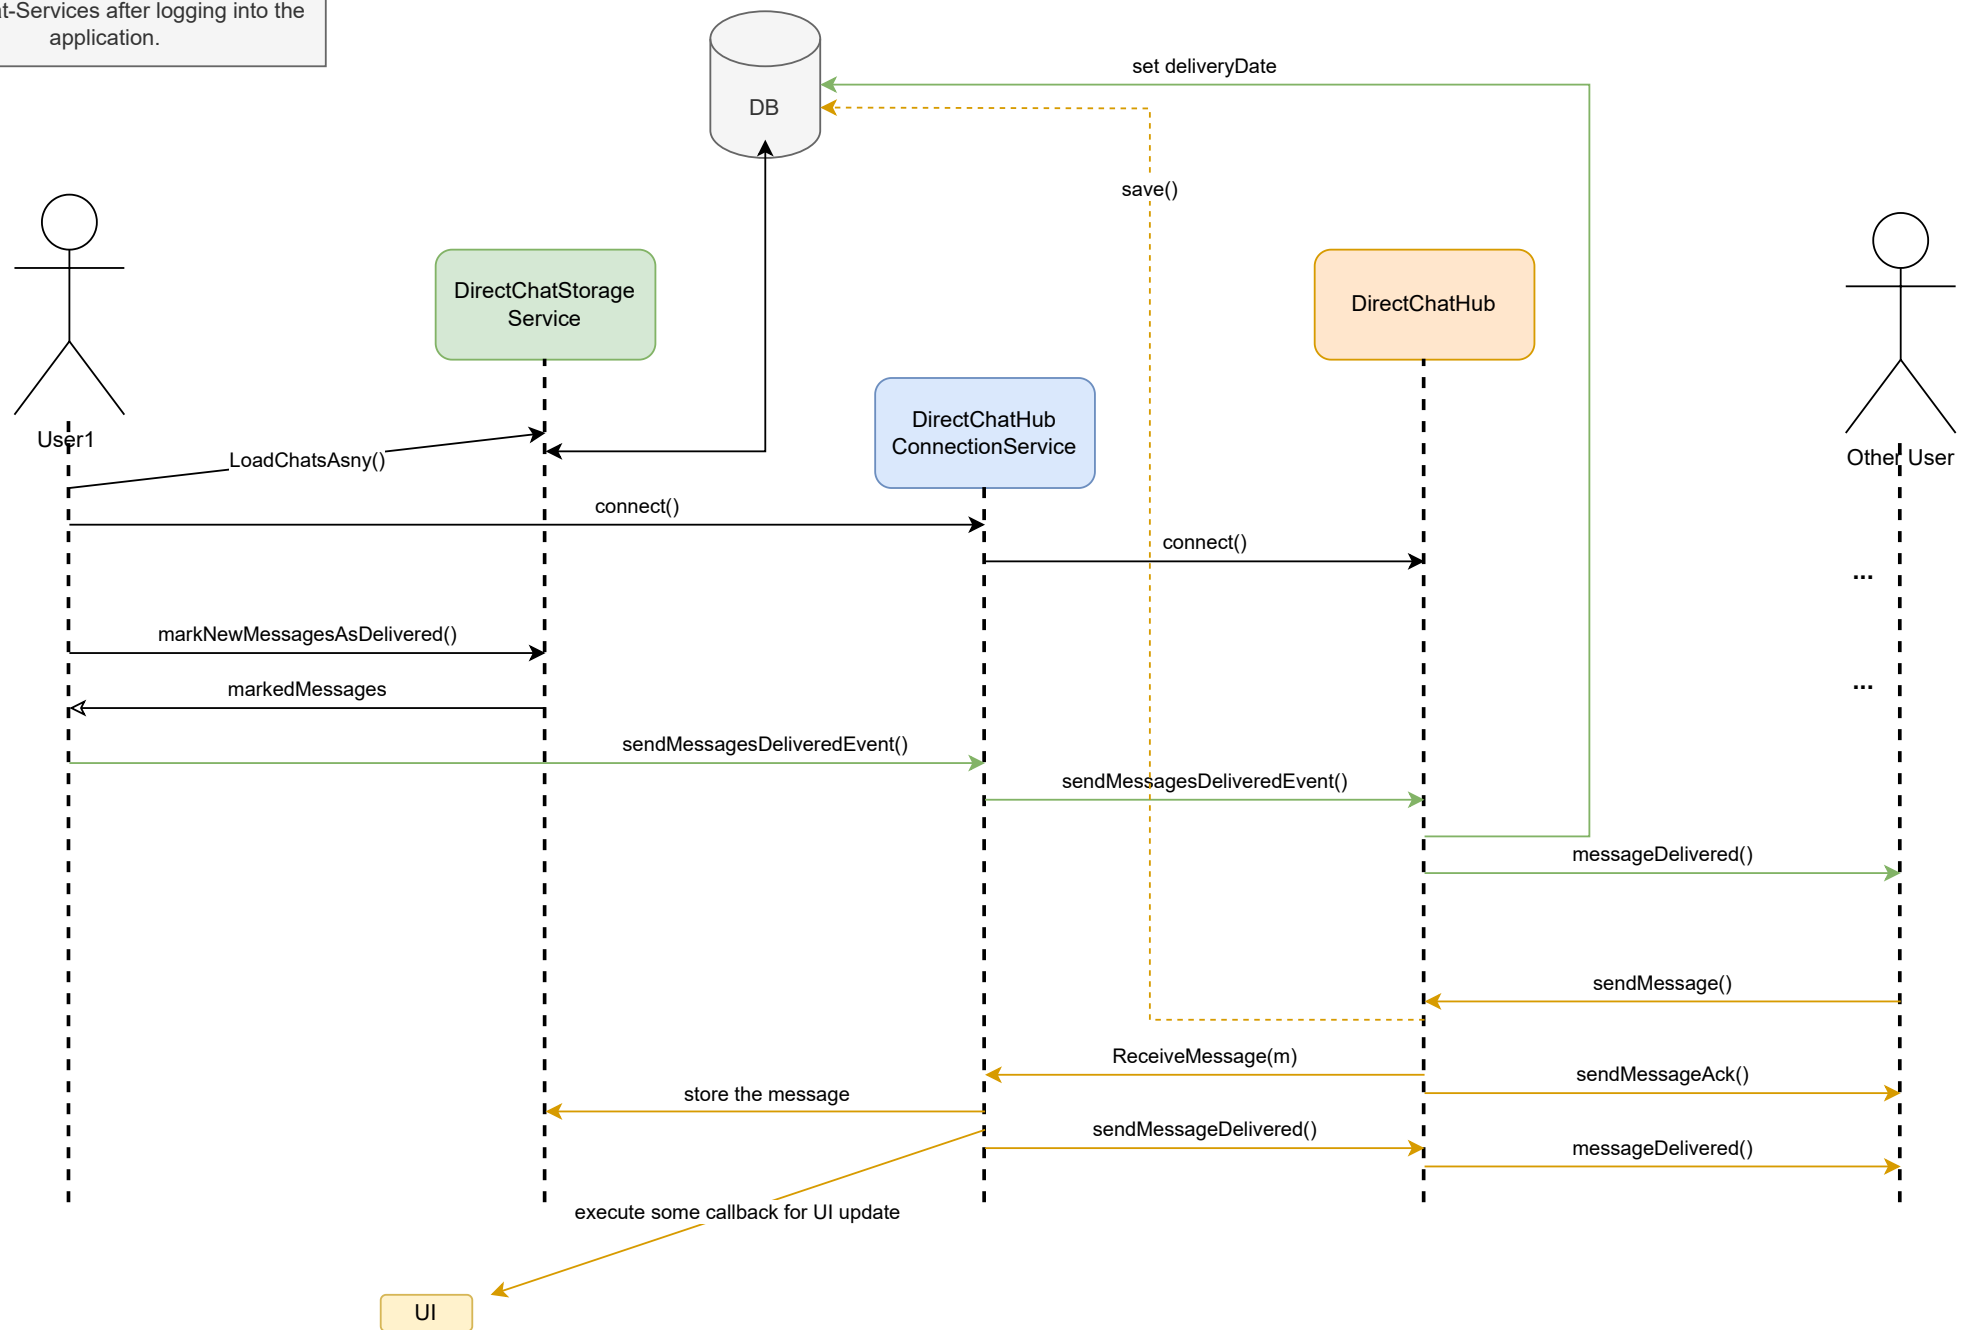 t-Services after logging into the
application.
set deliveryDate
DB
save()
DirectChatStorage
Service
DirectChatHub
DirectChatHub
ConnectionService
User1
Other User
LoadChatsAsny()
connect()
connect()
...
markNewMessagesAsDelivered()
markedMessages
...
sendMessagesDeliveredEvent()
sendMessagesDeliveredEvent()
messageDelivered()
sendMessage()
ReceiveMessage(m)
sendMessageAck()
store the message
sendMessageDelivered()
messageDelivered()
execute some callback for UI update
UI